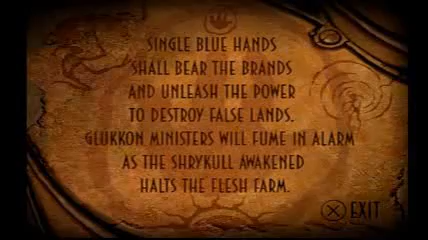 SINGLE BLUE HANDS
SHALL BEAR THE BRANDS
AND UNLEASH THE POWER
TO DESTROY FALSE LANDS.
GLUKKON MINISTERS WILL FUME IN ALARM
AS THE SHRYKULL AWAKENED
HALTS THE FLESH FARM.
EXIT